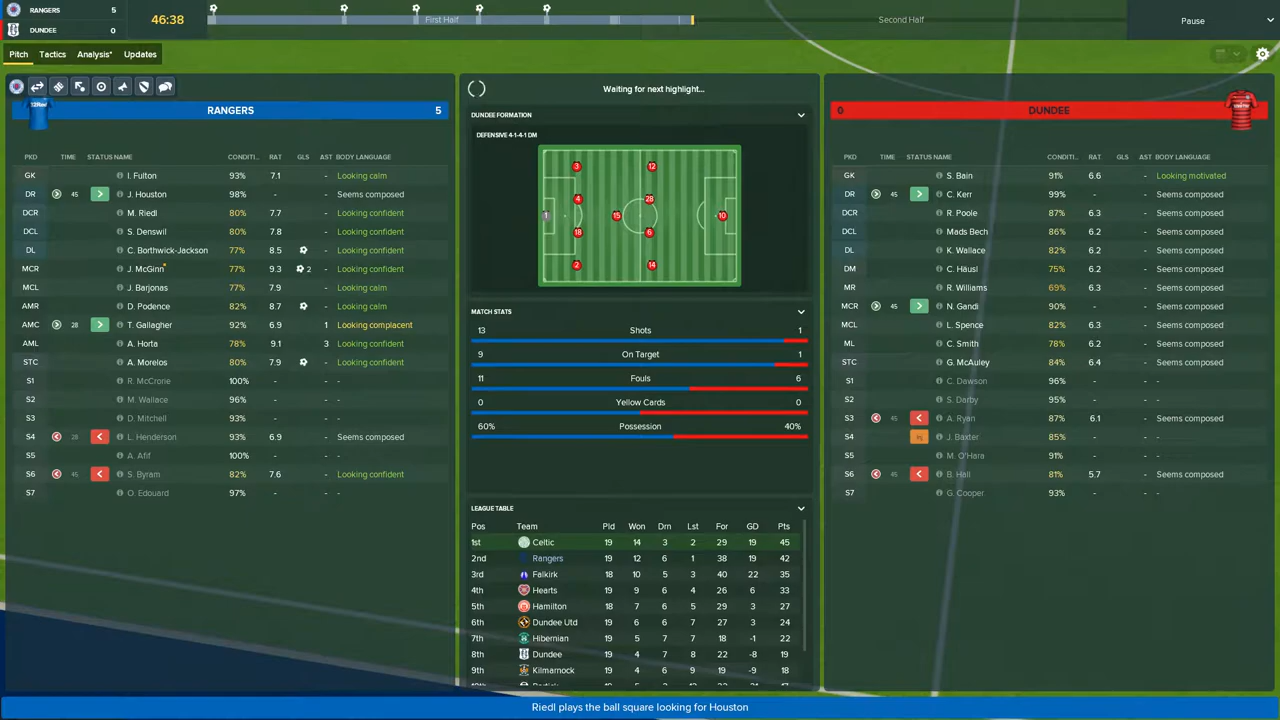 RANGERS 5
DUNDEE 0
46:38
First Half
Second Half
Pause
Pitch Tactics Analysis* Updates
RANGERS 5
PKD TIME STATUS NAME CONDITI... RAT GLS AST BODY LANGUAGE
GK I. Fulton 93% 7.1 - Looking calm
DR 45 J. Houston 98% - - Seems composed
DCR M. Riedl 80% 7.7 - Looking confident
DCL S. Denswil 80% 7.8 - Looking confident
DL C. Borthwick-Jackson 77% 8.5 - Looking confident
MCR J. McGinn* 77% 9.3 2 - Looking confident
MCL J. Barjonas 77% 7.9 - Looking calm
AMR D. Podence 82% 8.7 - Looking calm
AMC 28 T. Gallagher 92% 6.9 1 Looking complacent
AML A. Horta 78% 9.1 3 Looking confident
STC A. Morelos 80% 7.9 - Looking confident
S1 R. McCrone 100% - - -
S2 M. Wallace 96% - - -
S3 D. Mitchell 93% - - -
S4 28 L. Henderson 93% 6.9 - Seems composed
S5 A. Afif 100% - - -
S6 45 S. Byram 82% 7.6 - Looking confident
S7 O. Edouard 97% - - -
Waiting for next highlight...
DUNDEE FORMATION
DEFENSIVE 4-1-4-1 DM
3 12
4 28
1 15 10
18 6
2 14
MATCH STATS
13 Shots 1
9 On Target 1
11 Fouls 6
0 Yellow Cards 0
60% Possession 40%
LEAGUE TABLE
Pos Team Pld Won Drn Lst For GD Pts
1st Celtic 19 14 3 2 29 19 45
2nd Rangers 19 12 6 1 38 19 42
3rd Falkirk 18 10 5 3 40 22 35
4th Hearts 19 9 6 4 26 6 33
5th Hamilton 18 7 6 5 29 3 27
6th Dundee Utd 19 6 6 7 27 3 24
7th Hibernian 19 5 7 7 18 -1 22
8th Dundee 19 4 7 8 22 -8 19
9th Kilmarnock 19 4 6 9 19 -9 18
0 DUNDEE
PKD TIME STATUS NAME CONDITI... RAT GLS AST BODY LANGUAGE
GK S. Bain 91% 6.6 - Looking motivated
DR 45 C. Kerr 99% - - Seems composed
DCR R. Poole 87% 6.3 - Seems composed
DCL Mads Bech 86% 6.2 - Seems composed
DL K. Wallace 82% 6.2 - Seems composed
DM C. Häusl 75% 6.2 - Seems composed
MR R. Williams 69% 6.3 - Seems composed
MCR 45 N. Gandi 90% - - Seems composed
MCL L. Spence 82% 6.3 - Seems composed
ML C. Smith 78% 6.2 - Seems composed
STC G. McAuley 84% 6.4 - Seems composed
S1 C. Dawson 96% - - -
S2 S. Darby 95% - - -
S3 45 A. Ryan 87% 6.1 - Seems composed
S4 J. Baxter 85% - - -
S5 M. O'Hara 91% - - -
S6 45 B. Hall 81% 5.7 - Seems composed
S7 G. Cooper 93% - - -
Riedl plays the ball square looking for Houston